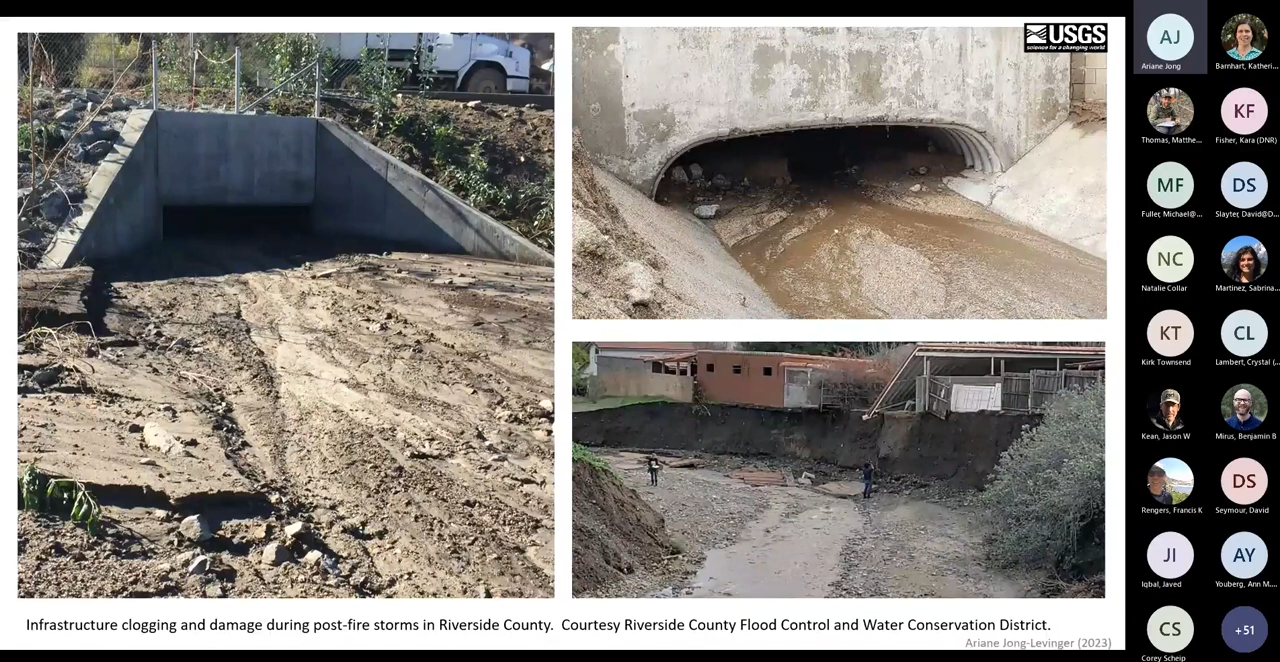 USGS
science for a changing world
Infrastructure clogging and damage during post-fire storms in Riverside County.  Courtesy Riverside County Flood Control and Water Conservation District.
Ariane Jong-Levinger (2023)
AJ
Ariane Jong
Barnhart, Katheri...
Thomas, Matthe...
KF
Fisher, Kara (DNR)
MF
Fuller, Michael@...
DS
Slayter, David@D...
NC
Natalie Collar
Martinez, Sabrina...
KT
Kirk Townsend
CL
Lambert, Crystal (...
Kean, Jason W
Mirus, Benjamin B
Rengers, Francis K
DS
Seymour, David
JI
Iqbal, Javed
AY
Youberg, Ann M...
CS
Corey Scheip
+51